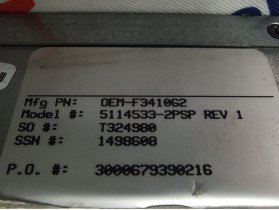 Mfg PN: OEM-F341062
Model #: 5114533-2PSP REV 1
SO #: T324980
SSN #: 1498608
P.O. #: 3000679390216